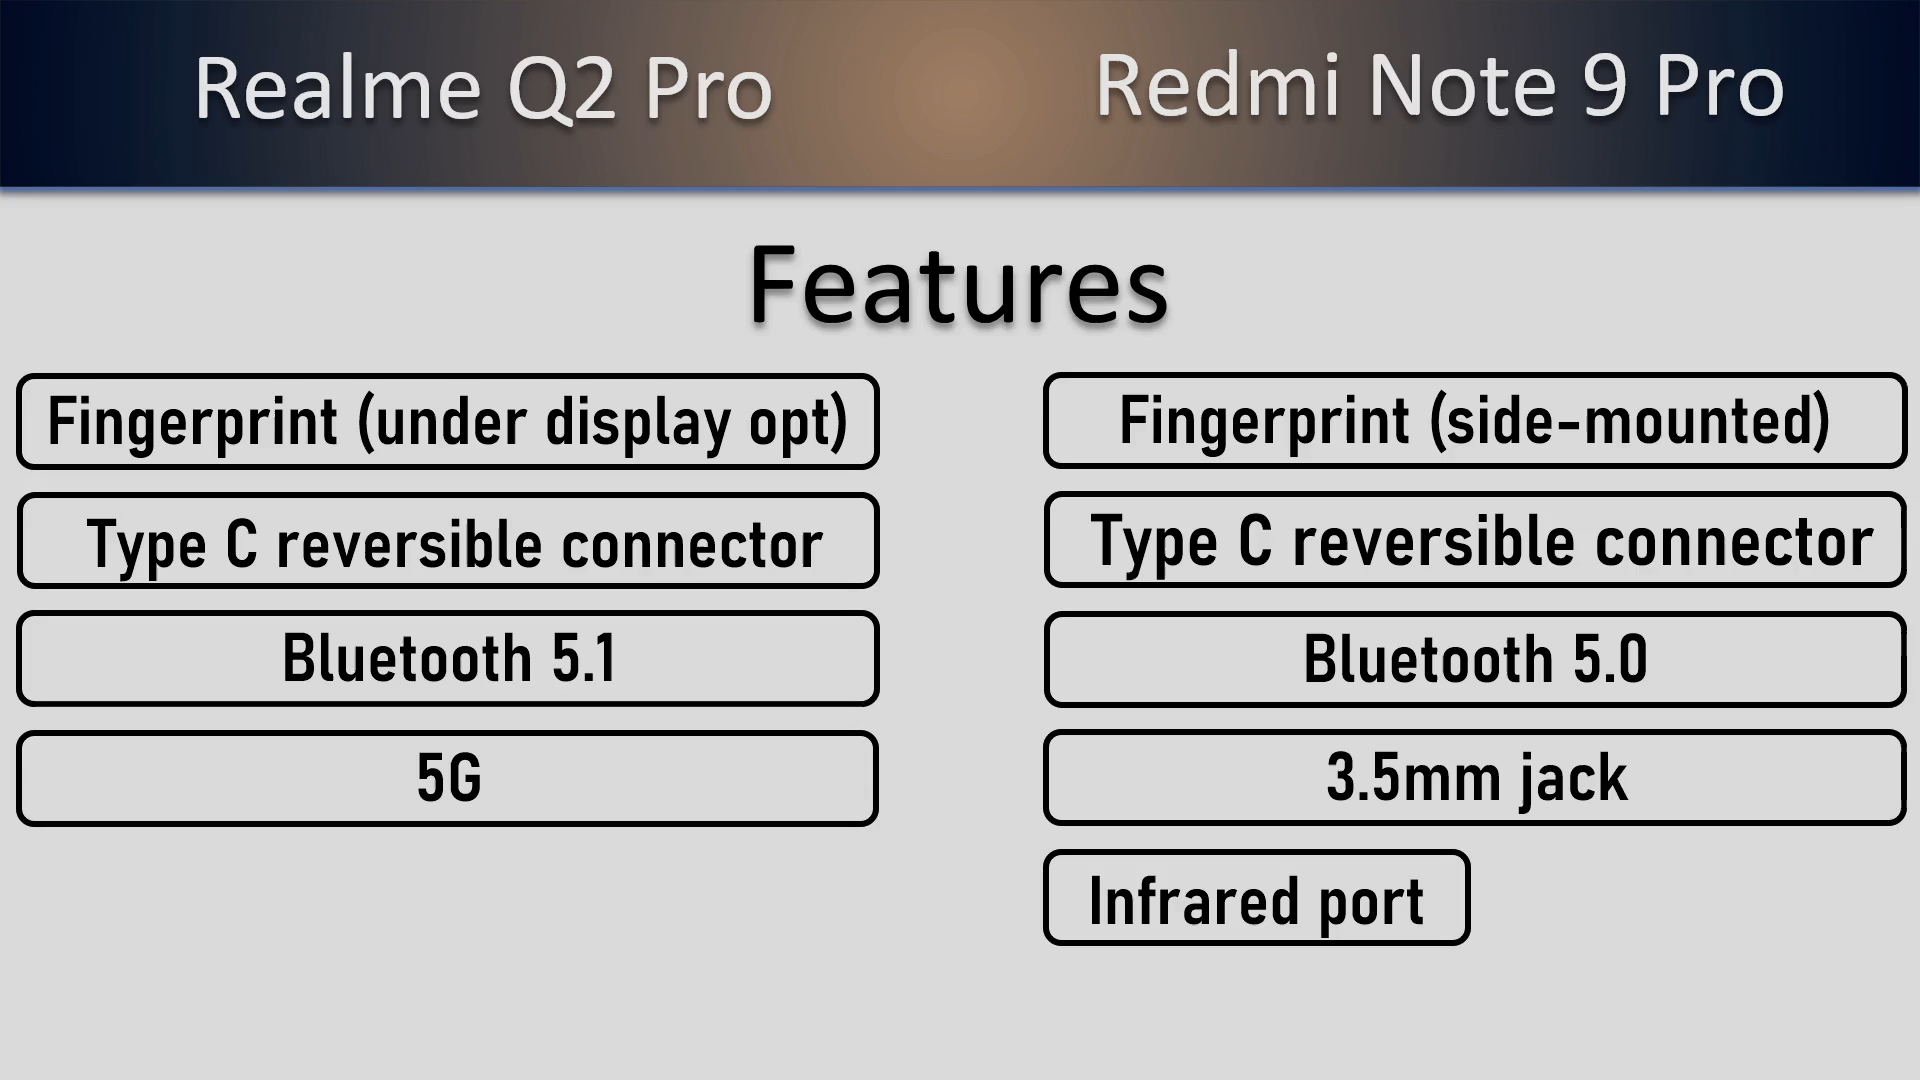 Realme Q2 Pro
Redmi Note 9 Pro
Features
Fingerprint (under display opt)
Fingerprint (side-mounted)
Type C reversible connector
Type C reversible connector
Bluetooth 5.1
Bluetooth 5.0
5G
3.5mm jack
Infrared port